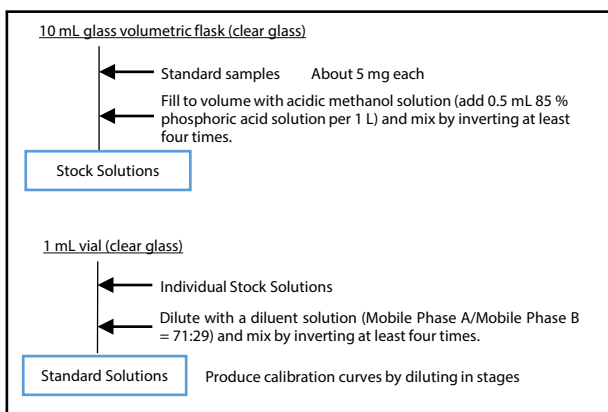 10 mL glass volumetric flask (clear glass)
Standard samples About 5 mg each
Fill to volume with acidic methanol solution (add 0.5 mL 85 %
phosphoric acid solution per 1 L) and mix by inverting at least
four times.
Stock Solutions
1 mL vial (clear glass)
Individual Stock Solutions
Dilute with a diluent solution (Mobile Phase A/Mobile Phase B
= 71:29) and mix by inverting at least four times.
Standard Solutions Produce calibration curves by diluting in stages